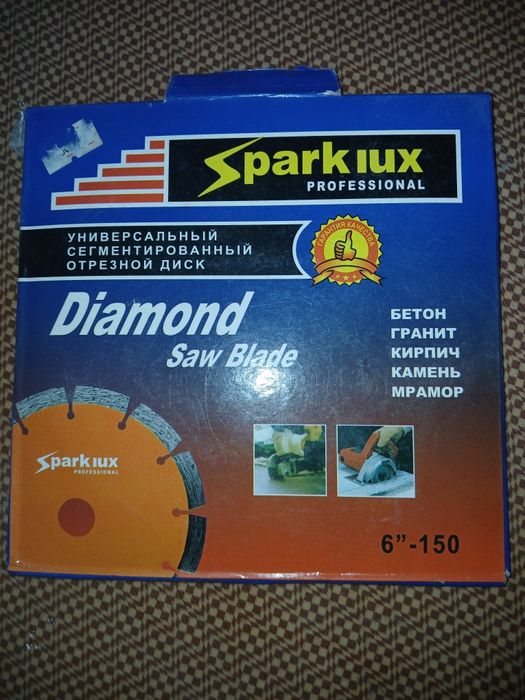 Sparklux
PROFESSIONAL
УНИВЕРСАЛЬНЫЙ
СЕГМЕНТИРОВАННЫЙ
ОТРЕЗНОЙ ДИСК
ГАРАНТИЯ КАЧЕСТВА
Diamond
Saw Blade
БЕТОН
ГРАНИТ
КИРПИЧ
КАМЕНЬ
МРАМОР
Sparklux
PROFESSIONAL
6”-150